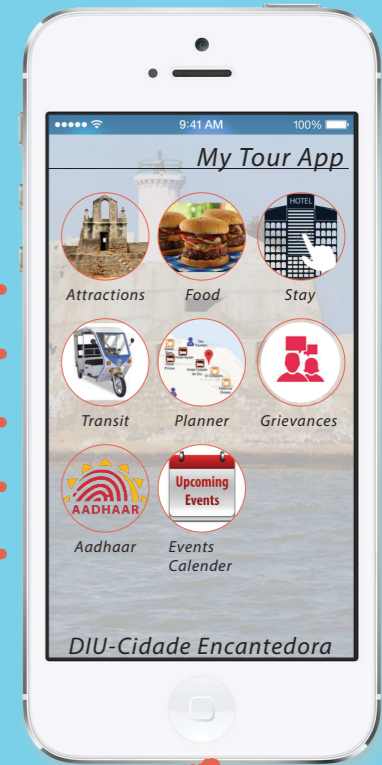 9:41 AM
100%
My Tour App
HOTEL
Attractions
Food
Stay
Transit
Planner
Grievances
AADHAAR
Upcoming
Events
Aadhaar
Events
Calender
DIU-Cidade Encantedora